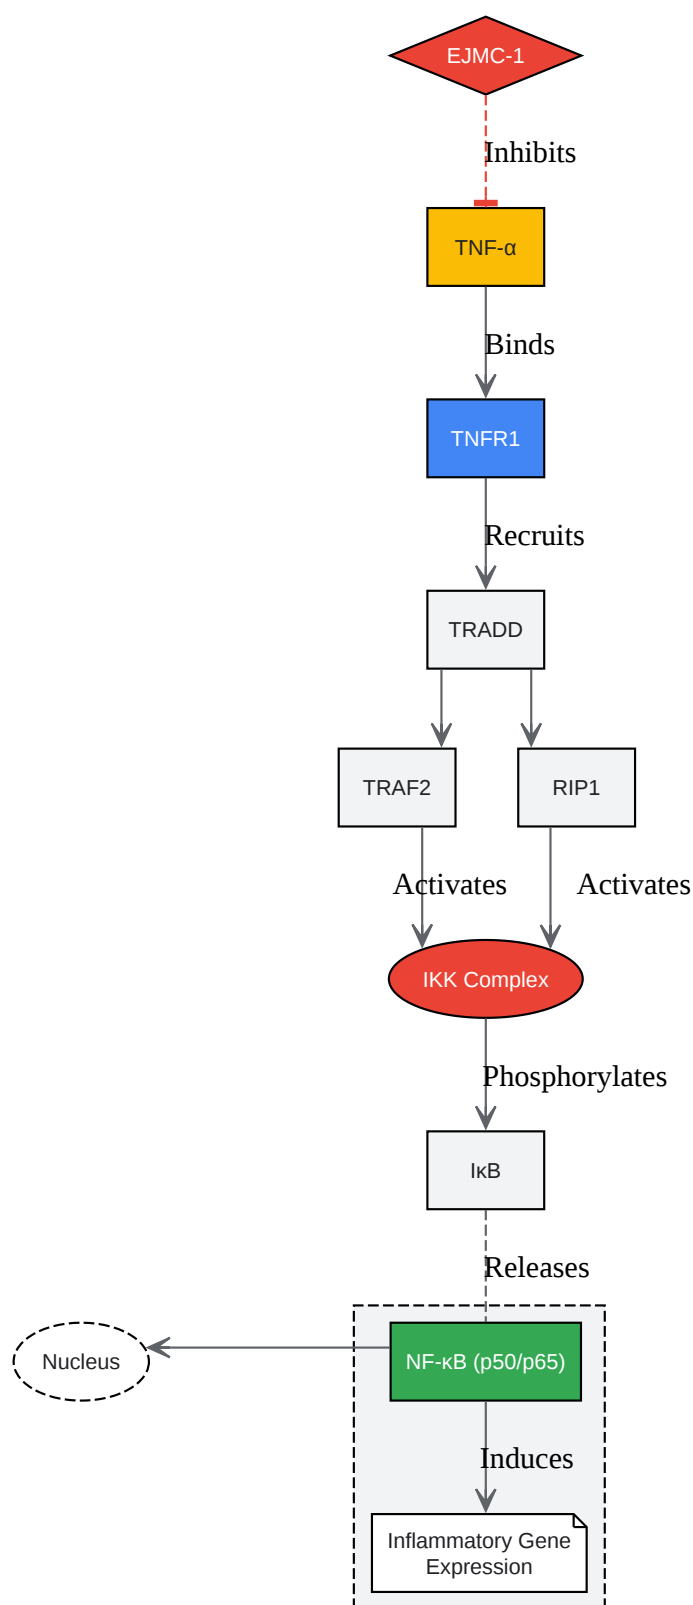 EJMC-1
Inhibits
TNF-α
Binds
TNFR1
Recruits
TRADD
TRAF2
RIP1
Activates
Activates
IKK Complex
Phosphorylates
IκB
Releases
Nucleus
NF-κB (p50/p65)
Induces
Inflammatory Gene
Expression